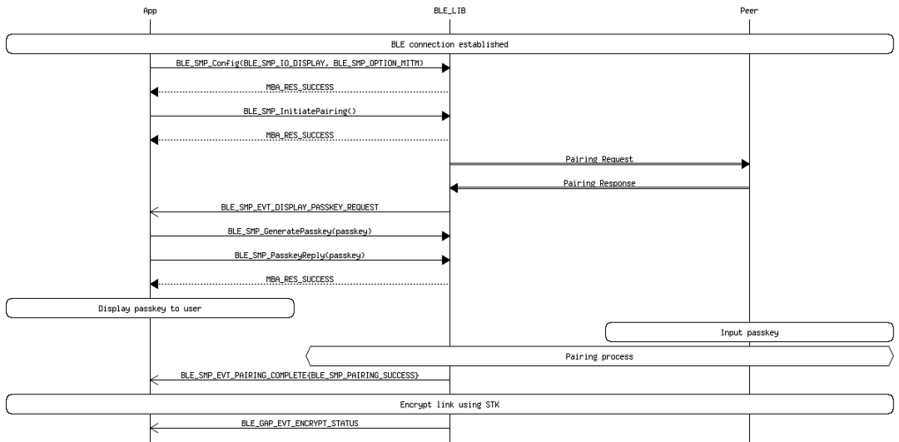 App BLE_LIB Peer
BLE connection established
BLE_SMP_Config(BLE_SMP_IO_DISPLAY, BLE_SMP_OPTION_MITM)
MBA_RES_SUCCESS
BLE_SMP_InitiatePairing()
MBA_RES_SUCCESS
Pairing Request
Pairing Response
BLE_SMP_EVT_DISPLAY_PASSKEY_REQUEST
BLE_SMP_GeneratePasskey(passkey)
BLE_SMP_PasskeyReply(passkey)
MBA_RES_SUCCESS
Display passkey to user
Input passkey
Pairing process
BLE_SMP_EVT_PAIRING_COMPLETE{BLE_SMP_PAIRING_SUCCESS}
Encrypt link using STK
BLE_GAP_EVT_ENCRYPT_STATUS